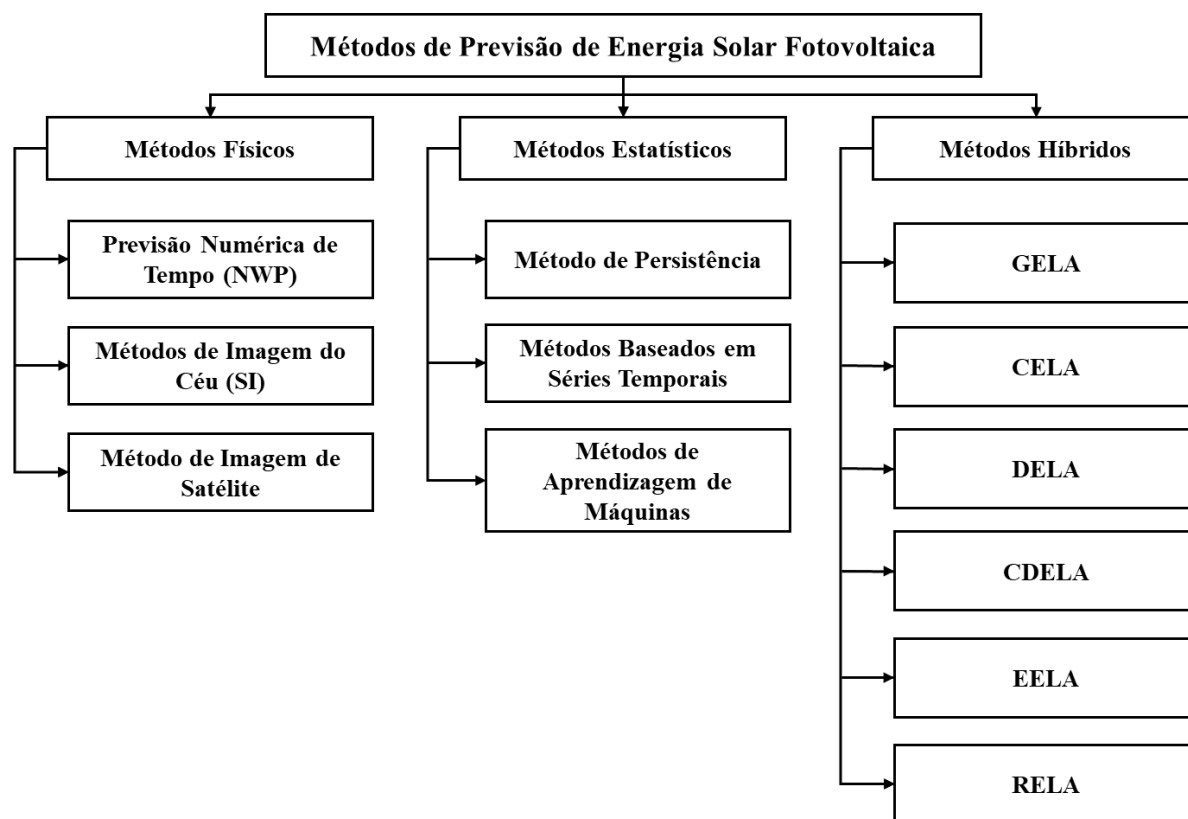 Métodos de Previsão de Energia Solar Fotovoltaica
Métodos Físicos
Previsão Numérica de
Tempo (NWP)
Métodos de Imagem do
Céu (SI)
Método de Imagem de
Satélite
Métodos Estatísticos
Método de Persistência
Métodos Baseados em
Séries Temporais
Métodos de
Aprendizagem de
Máquinas
Métodos Híbridos
GELA
CELA
DELA
CDELA
EELA
RELA